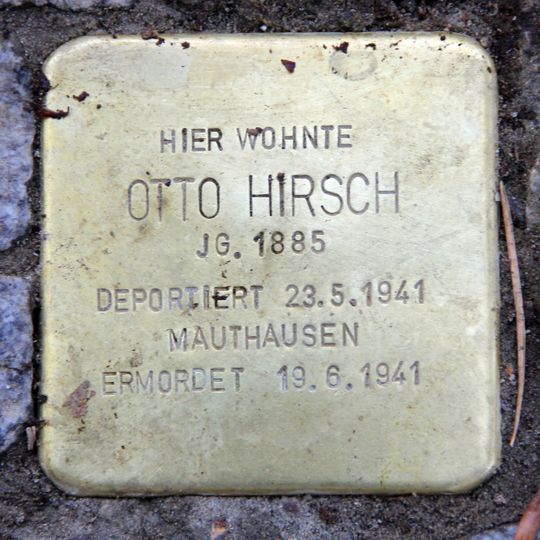 HIER WOHNTE
OTTO HIRSCH
JG. 1885
DEPORTIERT 23.5.1941
MAUTHAUSEN
ERMORDET 19.6.1941